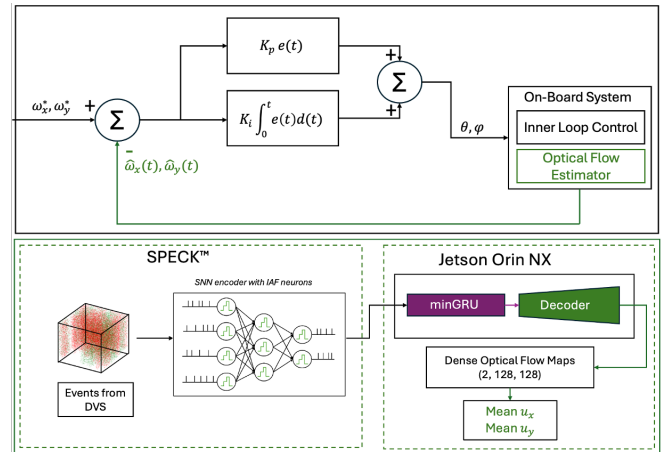 K_p e(t)
ω*_x, ω*_y
+
Σ
+
Σ
+
K_i ∫_0^t e(t)d(t)
−
ω̂_x(t), ω̂_y(t)
θ, φ
On-Board System
Inner Loop Control
Optical Flow
Estimator
SPECK™
SNN encoder with IAF neurons
Events from
DVS
Jetson Orin NX
minGRU
Decoder
Dense Optical Flow Maps
(2, 128, 128)
Mean u_x
Mean u_y